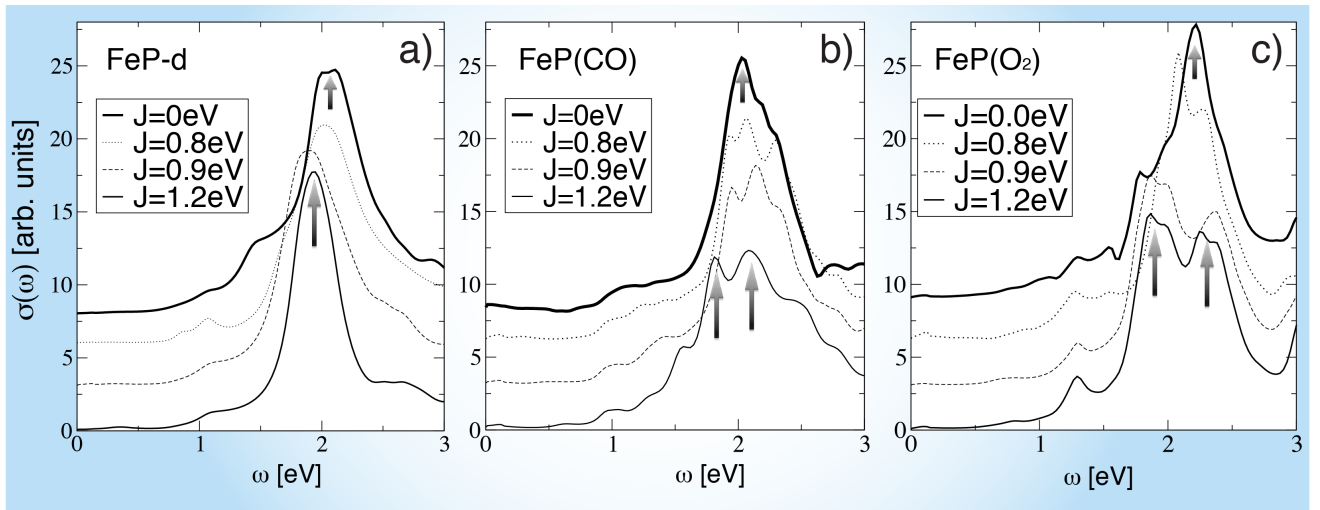 σ(ω) [arb. units]
a)
FeP-d
J=0eV
J=0.8eV
J=0.9eV
J=1.2eV
25
20
15
10
5
0
0 1 2 3
ω [eV]
b)
FeP(CO)
J=0eV
J=0.8eV
J=0.9eV
J=1.2eV
25
20
15
10
5
0
0 1 2 3
ω [eV]
c)
FeP(O₂)
J=0.0eV
J=0.8eV
J=0.9eV
J=1.2eV
25
20
15
10
5
0
0 1 2 3
ω [eV]